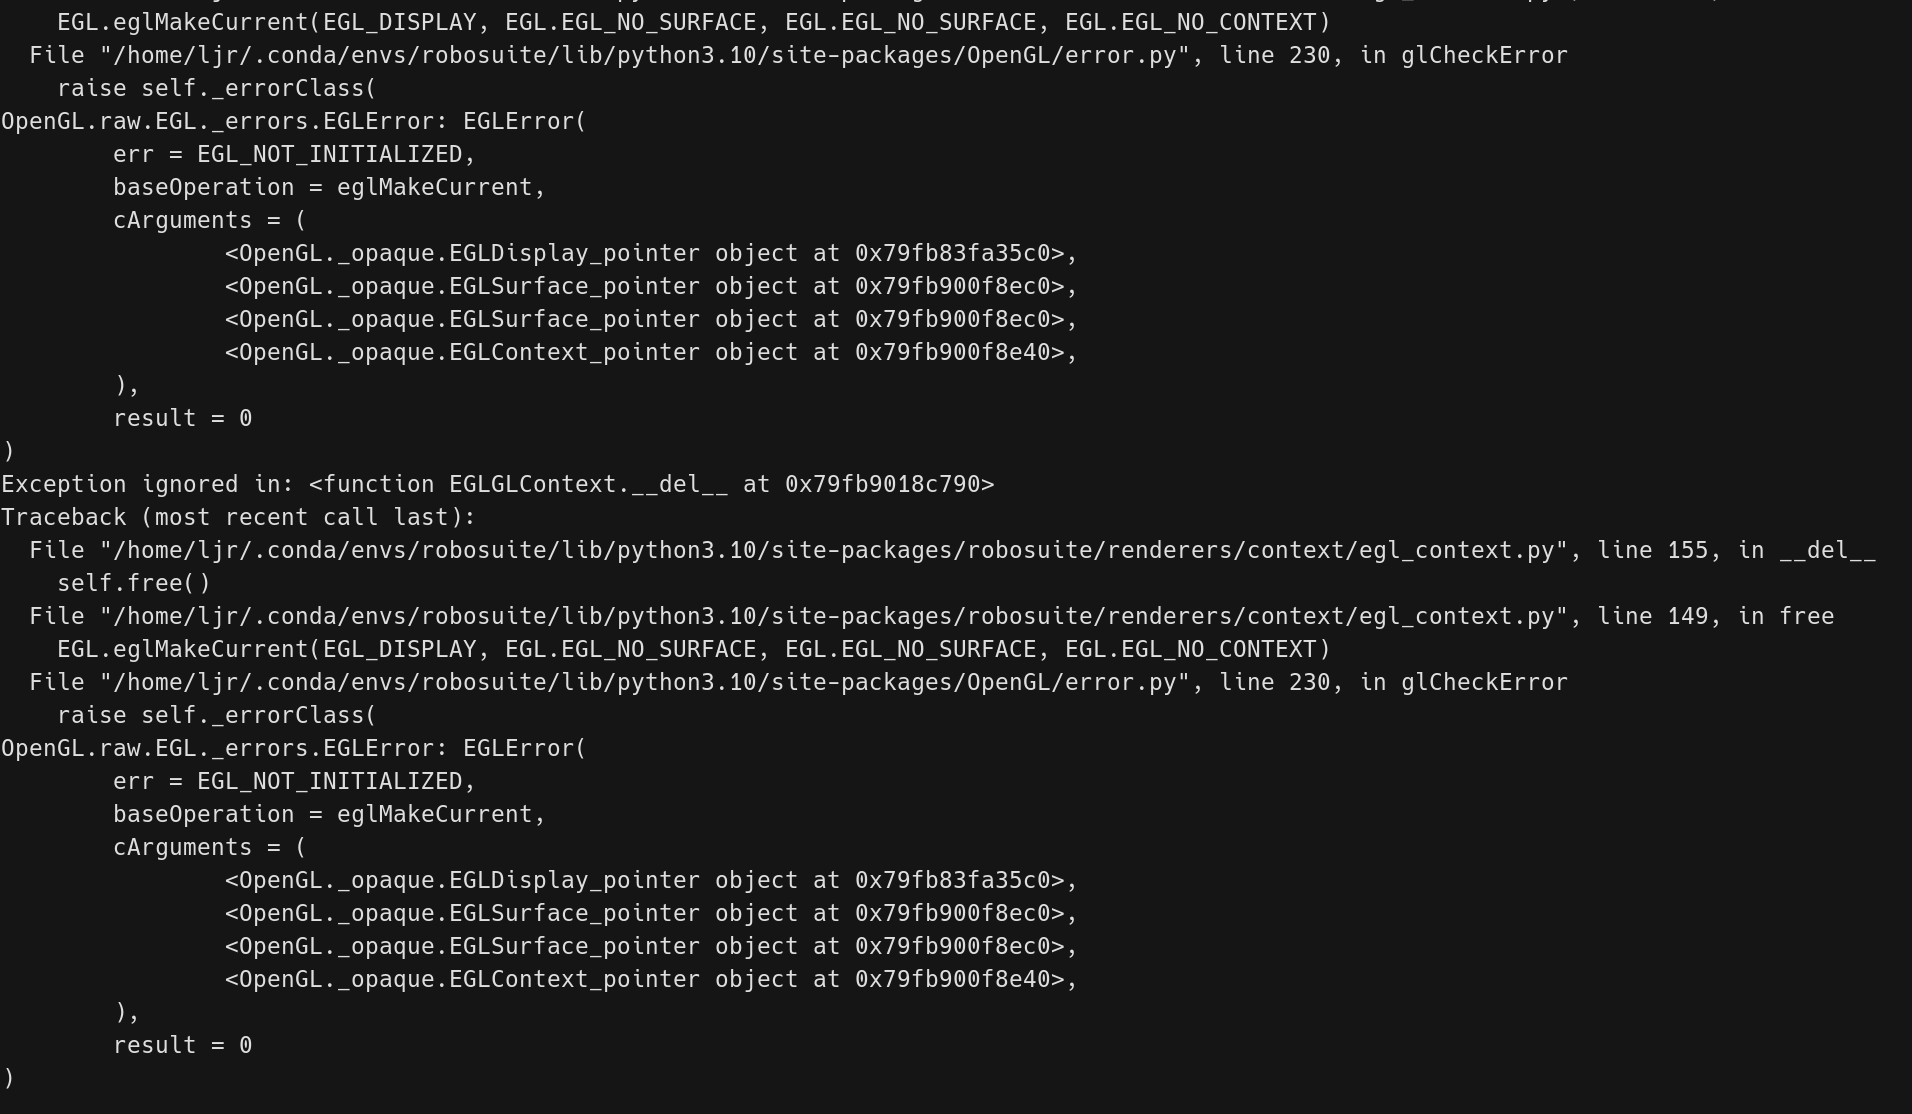 EGL.eglMakeCurrent(EGL_DISPLAY, EGL.EGL_NO_SURFACE, EGL.EGL_NO_SURFACE, EGL.EGL_NO_CONTEXT)
  File "/home/ljr/.conda/envs/robosuite/lib/python3.10/site-packages/OpenGL/error.py", line 230, in glCheckError
    raise self._errorClass(
OpenGL.raw.EGL._errors.EGLError: EGLError(
        err = EGL_NOT_INITIALIZED,
        baseOperation = eglMakeCurrent,
        cArguments = (
                <OpenGL._opaque.EGLDisplay_pointer object at 0x79fb83fa35c0>,
                <OpenGL._opaque.EGLSurface_pointer object at 0x79fb900f8ec0>,
                <OpenGL._opaque.EGLSurface_pointer object at 0x79fb900f8ec0>,
                <OpenGL._opaque.EGLContext_pointer object at 0x79fb900f8e40>,
        ),
        result = 0
)
Exception ignored in: <function EGLGLContext.__del__ at 0x79fb9018c790>
Traceback (most recent call last):
  File "/home/ljr/.conda/envs/robosuite/lib/python3.10/site-packages/robosuite/renderers/context/egl_context.py", line 155, in __del__
    self.free()
  File "/home/ljr/.conda/envs/robosuite/lib/python3.10/site-packages/robosuite/renderers/context/egl_context.py", line 149, in free
    EGL.eglMakeCurrent(EGL_DISPLAY, EGL.EGL_NO_SURFACE, EGL.EGL_NO_SURFACE, EGL.EGL_NO_CONTEXT)
  File "/home/ljr/.conda/envs/robosuite/lib/python3.10/site-packages/OpenGL/error.py", line 230, in glCheckError
    raise self._errorClass(
OpenGL.raw.EGL._errors.EGLError: EGLError(
        err = EGL_NOT_INITIALIZED,
        baseOperation = eglMakeCurrent,
        cArguments = (
                <OpenGL._opaque.EGLDisplay_pointer object at 0x79fb83fa35c0>,
                <OpenGL._opaque.EGLSurface_pointer object at 0x79fb900f8ec0>,
                <OpenGL._opaque.EGLSurface_pointer object at 0x79fb900f8ec0>,
                <OpenGL._opaque.EGLContext_pointer object at 0x79fb900f8e40>,
        ),
        result = 0
)